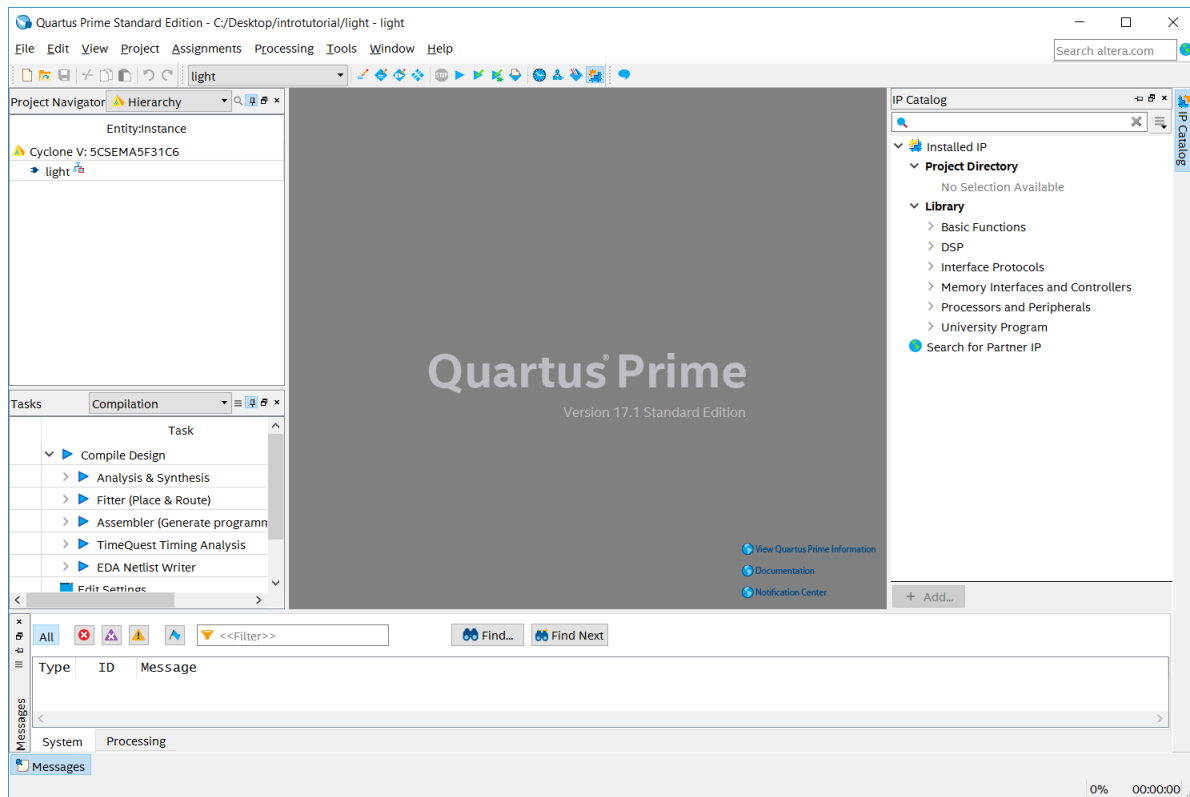 Quartus Prime Standard Edition - C:/Desktop/introtutorial/light - light
File Edit View Project Assignments Processing Tools Window Help
Search altera.com
light
STOP
Project Navigator Hierarchy
Entity:Instance
Cyclone V: 5CSEMA5F31C6
light
Tasks Compilation
Task
Compile Design
Analysis & Synthesis
Fitter (Place & Route)
Assembler (Generate programm
TimeQuest Timing Analysis
EDA Netlist Writer
Edit Settings
Quartus® Prime
Version 17.1 Standard Edition
View Quartus Prime Information
Documentation
Notification Center
IP Catalog
Installed IP
Project Directory
No Selection Available
Library
Basic Functions
DSP
Interface Protocols
Memory Interfaces and Controllers
Processors and Peripherals
University Program
Search for Partner IP
+ Add...
IP Catalog
All
<<Filter>>
Find...
Find Next
Type ID Message
Messages
System Processing
Messages
0% 00:00:00